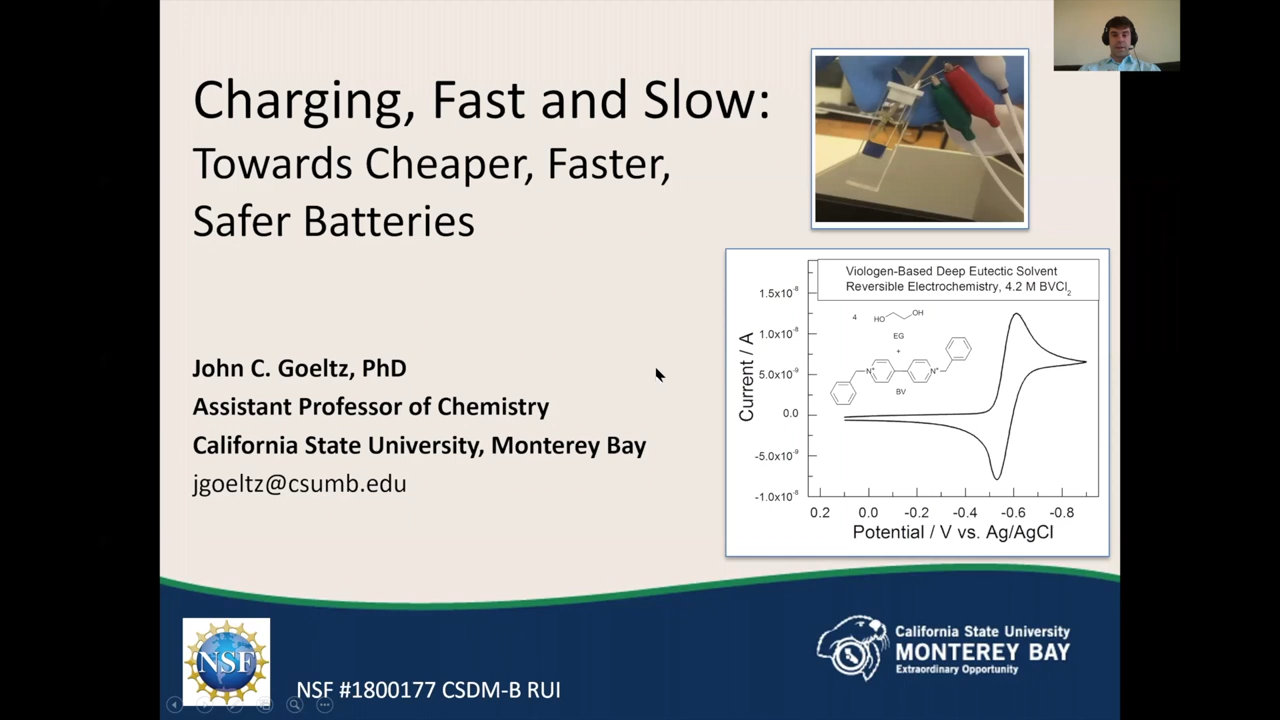 Charging, Fast and Slow:
Towards Cheaper, Faster,
Safer Batteries
John C. Goeltz, PhD
Assistant Professor of Chemistry
California State University, Monterey Bay
jgoeltz@csumb.edu
Viologen-Based Deep Eutectic Solvent
Reversible Electrochemistry, 4.2 M BVCl₂
4 HO OH
EG
+
N⁺ N⁺
BV
Current / A
1.5x10⁻⁸
1.0x10⁻⁸
5.0x10⁻⁹
0.0
-5.0x10⁻⁹
-1.0x10⁻⁸
0.2 0.0 -0.2 -0.4 -0.6 -0.8
Potential / V vs. Ag/AgCl
NSF
NSF #1800177 CSDM-B RUI
California State University
MONTEREY BAY
Extraordinary Opportunity